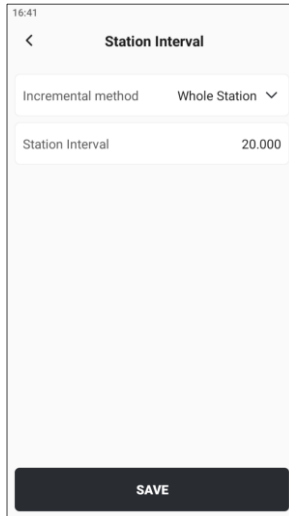 16:41
Station Interval
Incremental method Whole Station
Station Interval 20.000
SAVE